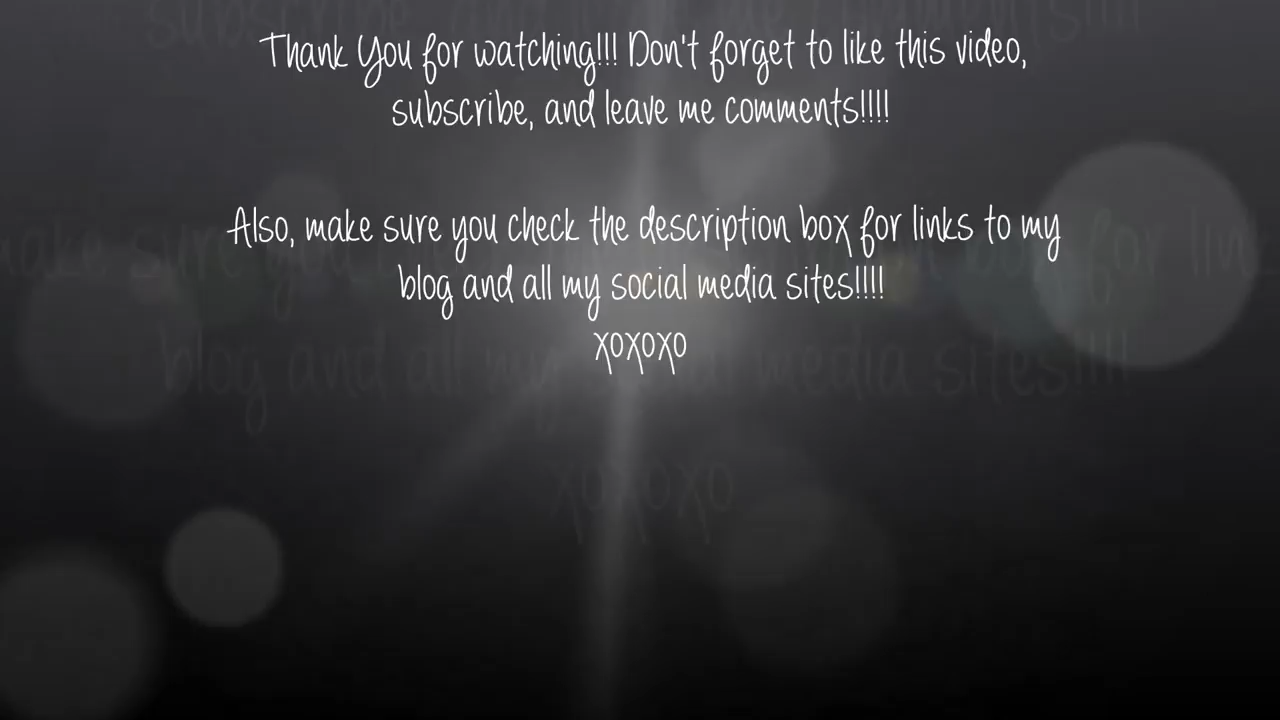 Thank You for watching!!! Don't forget to like this video,
subscribe, and leave me comments!!!!
Also, make sure you check the description box for links to my
blog and all my social media sites!!!!
xoxoxo